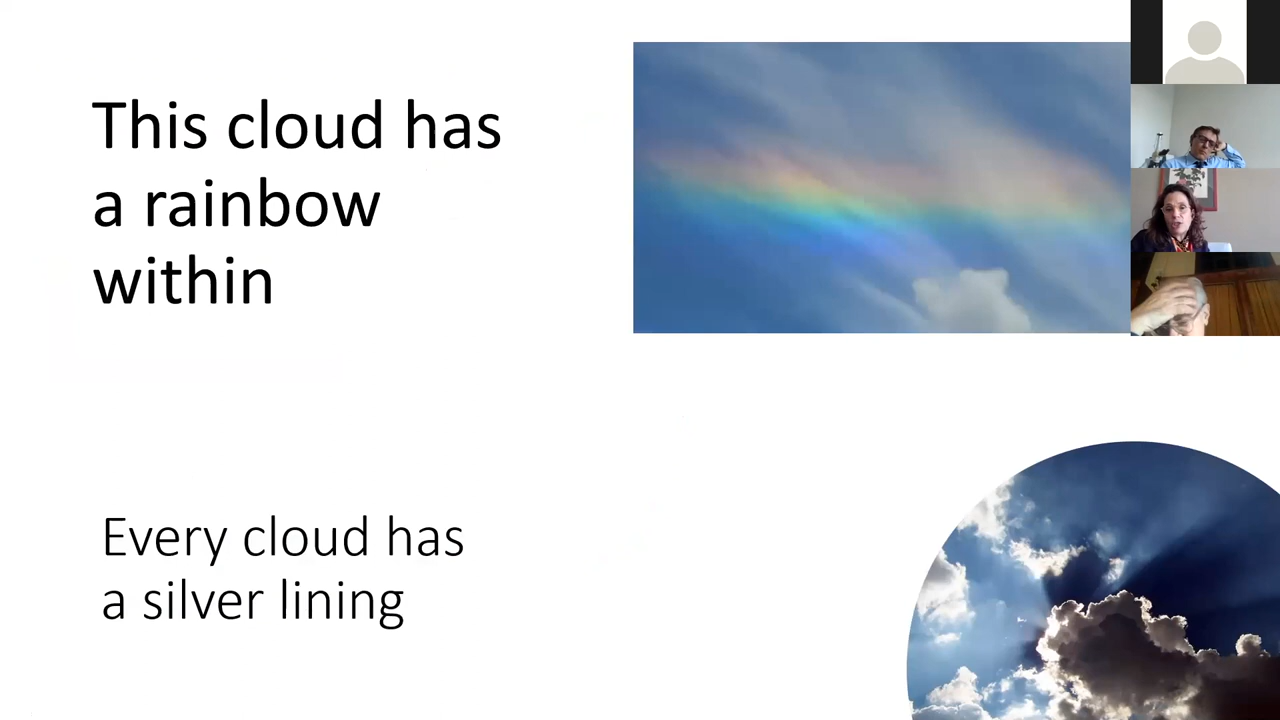 This cloud has
a rainbow
within
Every cloud has
a silver lining